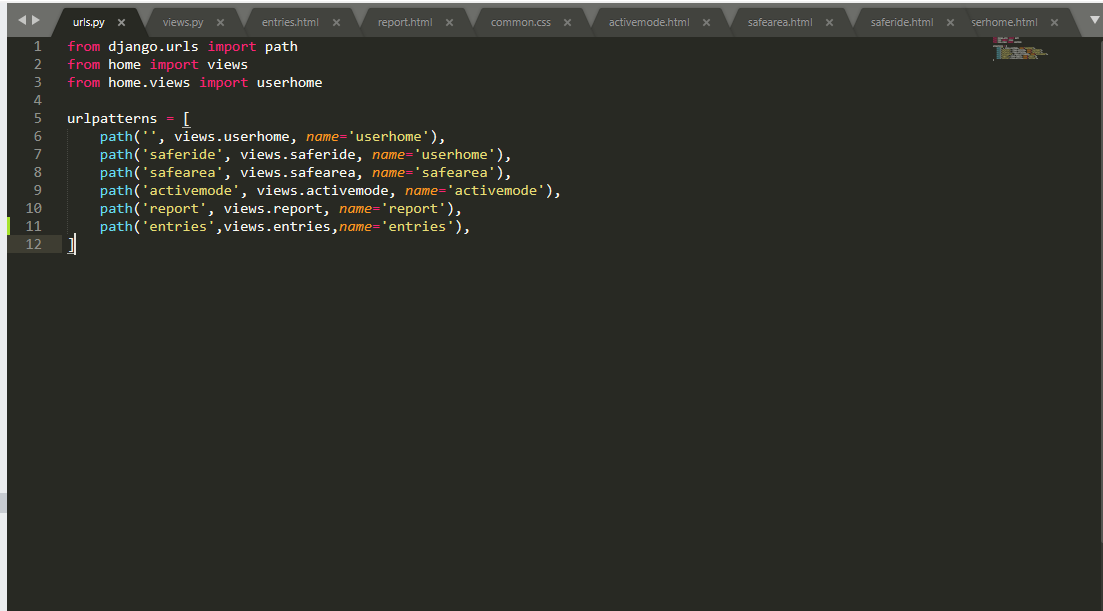 urls.py × views.py × entries.html × report.html × common.css × activemode.html × safearea.html × saferide.html × serhome.html ×
1 from django.urls import path
2 from home import views
3 from home.views import userhome
4
5 urlpatterns = [
6 path('', views.userhome, name='userhome'),
7 path('saferide', views.saferide, name='userhome'),
8 path('safearea', views.safearea, name='safearea'),
9 path('activemode', views.activemode, name='activemode'),
10 path('report', views.report, name='report'),
11 path('entries',views.entries,name='entries'),
12 ]